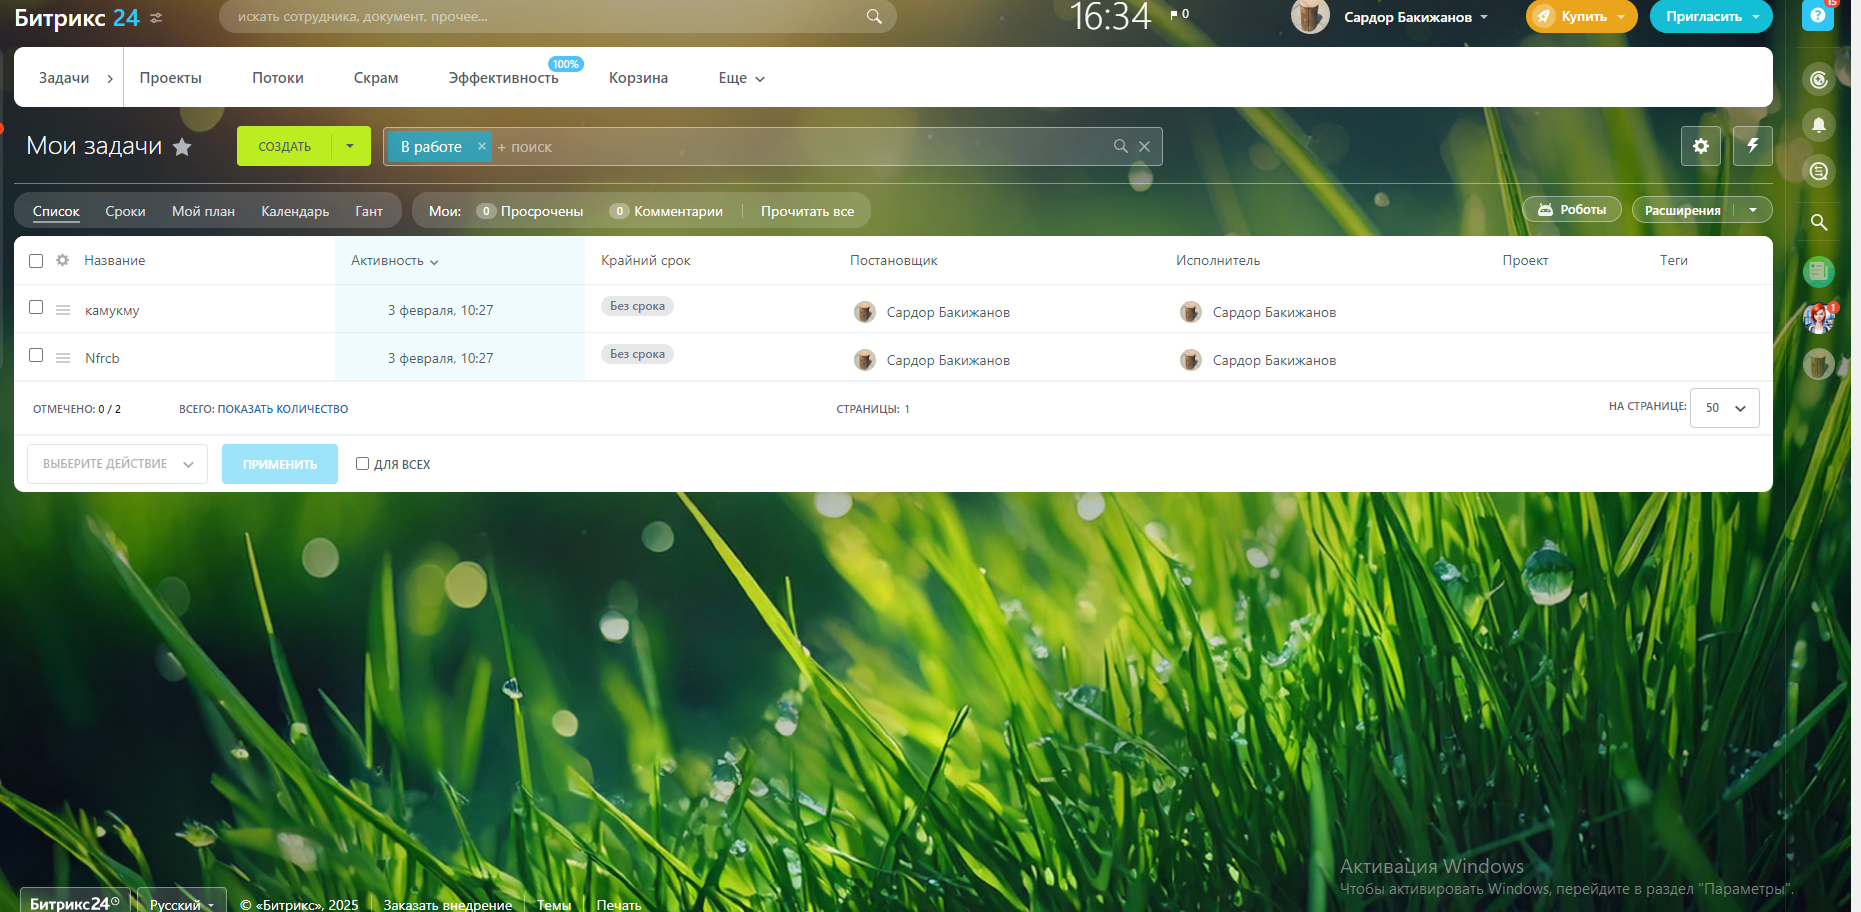 Битрикс 24
искать сотрудника, документ, прочее...
16:34
0
Сардор Бакижанов
Купить
Пригласить
15
Задачи
Проекты
Потоки
Скрам
Эффективность
100%
Корзина
Еще
Мои задачи
СОЗДАТЬ
В работе
+ поиск
Список
Сроки
Мой план
Календарь
Гант
Мои:
0 Просрочены
0 Комментарии
Прочитать все
Роботы
Расширения
Название
Активность
Крайний срок
Постановщик
Исполнитель
Проект
Теги
камукму
3 февраля, 10:27
Без срока
Сардор Бакижанов
Сардор Бакижанов
1
Nfrcb
3 февраля, 10:27
Без срока
Сардор Бакижанов
Сардор Бакижанов
ОТМЕЧЕНО: 0 / 2
ВСЕГО: ПОКАЗАТЬ КОЛИЧЕСТВО
СТРАНИЦЫ: 1
НА СТРАНИЦЕ:
50
ВЫБЕРИТЕ ДЕЙСТВИЕ
ПРИМЕНИТЬ
ДЛЯ ВСЕХ
Активация Windows
Чтобы активировать Windows, перейдите в раздел "Параметры".
Битрикс24
Русский
© «Битрикс», 2025
Заказать внедрение
Темы
Печать